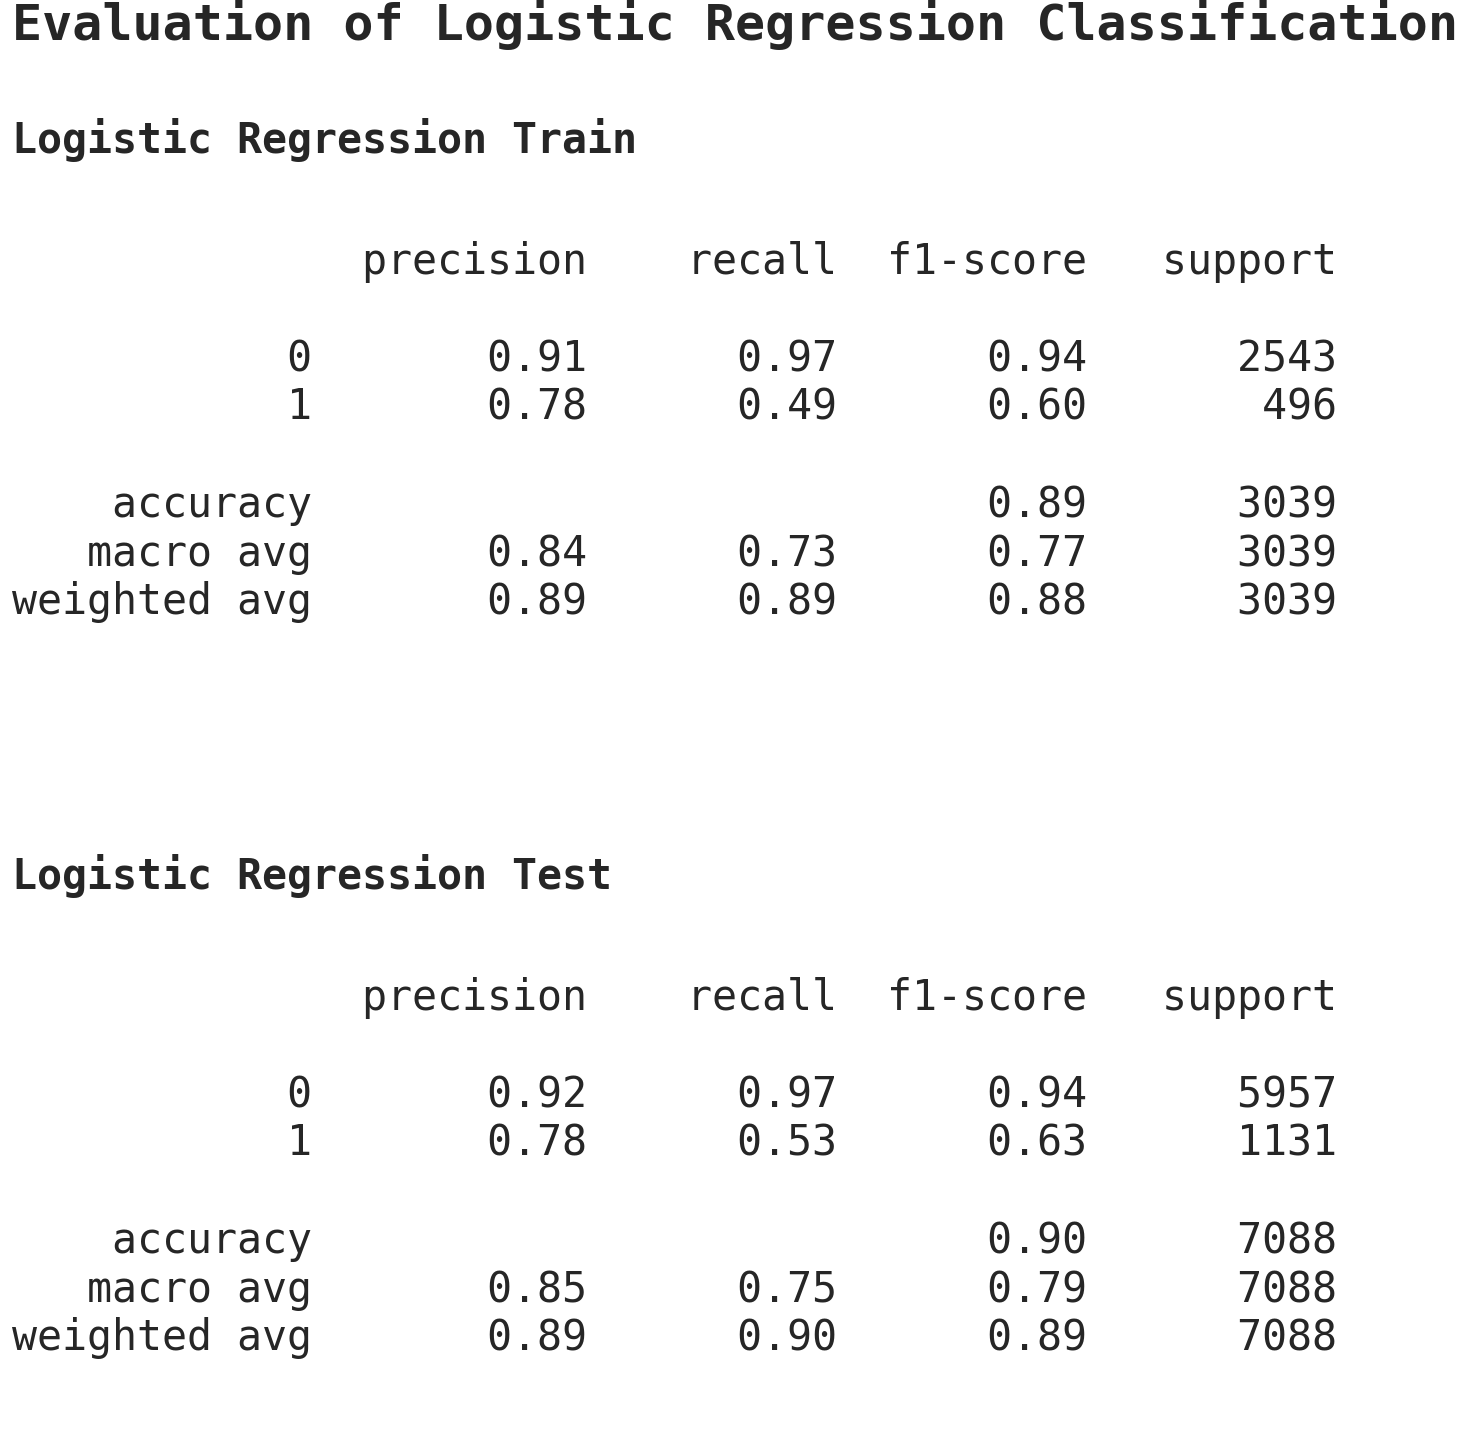 Evaluation of Logistic Regression Classification
Logistic Regression Train
precision recall f1-score support
0 0.91 0.97 0.94 2543
1 0.78 0.49 0.60 496
accuracy 0.89 3039
macro avg 0.84 0.73 0.77 3039
weighted avg 0.89 0.89 0.88 3039
Logistic Regression Test
precision recall f1-score support
0 0.92 0.97 0.94 5957
1 0.78 0.53 0.63 1131
accuracy 0.90 7088
macro avg 0.85 0.75 0.79 7088
weighted avg 0.89 0.90 0.89 7088